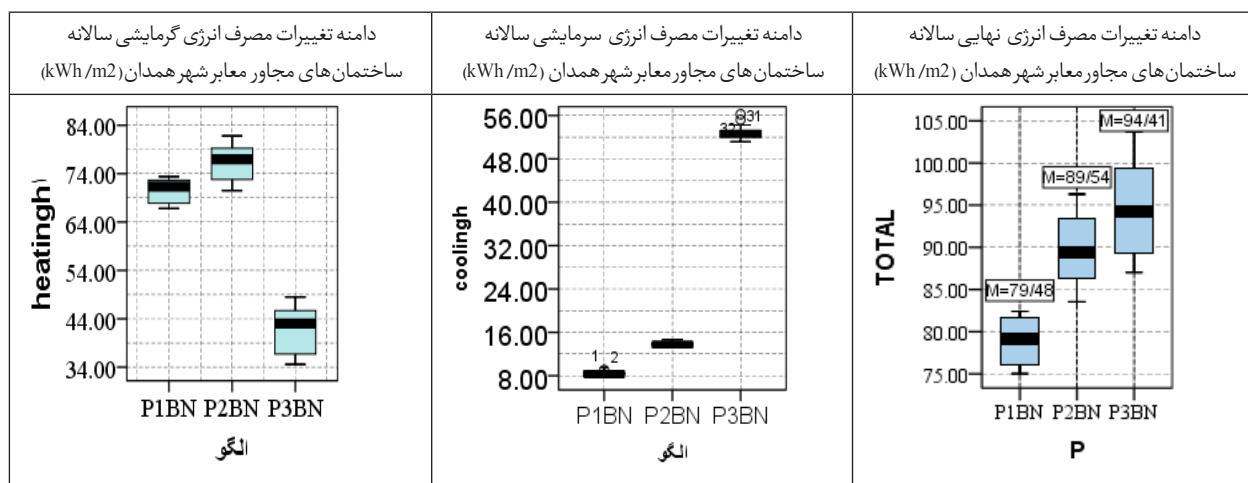 دامنه تغییرات مصرف انرژی نهایی سالانه
ساختمان‌های مجاور معابر شهر همدان (kWh /m2)
دامنه تغییرات مصرف انرژی سرمایشی سالانه
ساختمان‌های مجاور معابر شهر همدان (kWh /m2)
دامنه تغییرات مصرف انرژی گرمایشی سالانه
ساختمان‌های مجاور معابر شهر همدان (kWh /m2)
TOTAL
105.00
100.00
95.00
90.00
85.00
80.00
75.00
M=94/41
M=89/54
M=79/48
P1BN P2BN P3BN
P
coolingh
56.00
48.00
40.00
32.00
24.00
16.00
8.00
31
32
1 2
P1BN P2BN P3BN
الگو
heatingh۱
84.00
74.00
64.00
54.00
44.00
34.00
P1BN P2BN P3BN
الگو